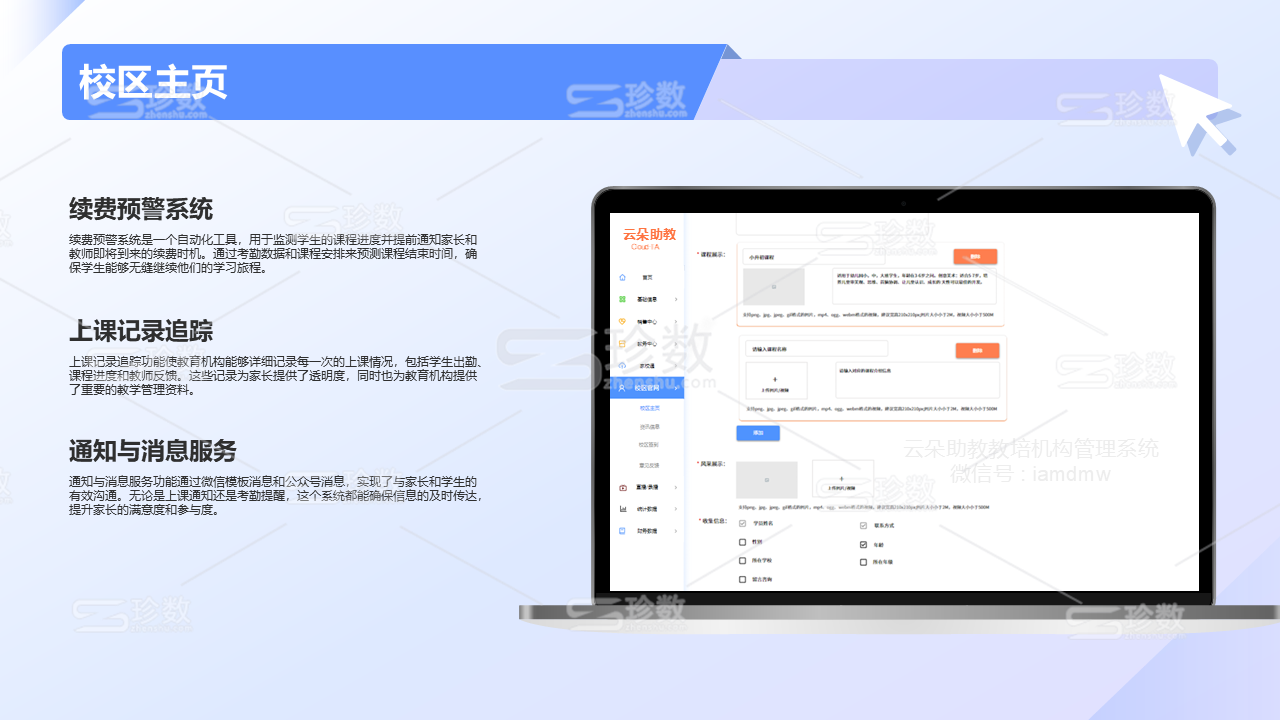 校区主页
续费预警系统
续费预警系统是一个自动化工具，用于监测学生的课程进度并提前通知家长和
教师即将到来的续费时机。通过考勤数据和课程安排来预测课程结束时间，确
保学生能够无缝继续他们的学习旅程。
上课记录追踪
上课记录追踪功能使教育机构能够记录并分析每一次课程的细节，包括学生出勤、
课程进度和教师反馈。这些记录为家长提供了透明度，同时也为教育机构提供
了重要的教学管理资料。
通知与消息服务
通知与消息服务功能通过简信模板消息和公众号消息，实现了与家长和学生的
有效沟通。无论是上课通知还是考勤提醒，这个系统都能确保信息的及时传达，
提升家长的满意度和信任度。
云朵助教
首页
基础信息
销售中心
教务中心
家校通
校区官网
校区主页
资讯信息
校区图册
意见反馈
直播/录播
统计数据
财务数据
* 课程展示：
小升初课程
删除
支持png、jpg、jpeg、gif格式的图片，mp4、ogg、webm格式的视频，建议宽高210x210px;图片大小小于2M，视频大小小于500M
请输入课程名称
删除
+
上传图片/视频
请输入对应的课程介绍信息
支持png、jpg、jpeg、gif格式的图片，mp4、ogg、webm格式的视频，建议宽高210x210px;图片大小小于2M，视频大小小于500M
添加
* 风采展示：
+
上传图片/视频
支持png、jpg、jpeg、gif格式的图片，mp4、ogg、webm格式的视频，建议宽高210x210px;图片大小小于2M，视频大小小于500M
* 收集信息：
学员姓名
联系方式
性别
年龄
所在学校
所在年级
留言咨询
云朵助教教培机构管理系统
微信号：iamdmw
珍数
zhenshu.com